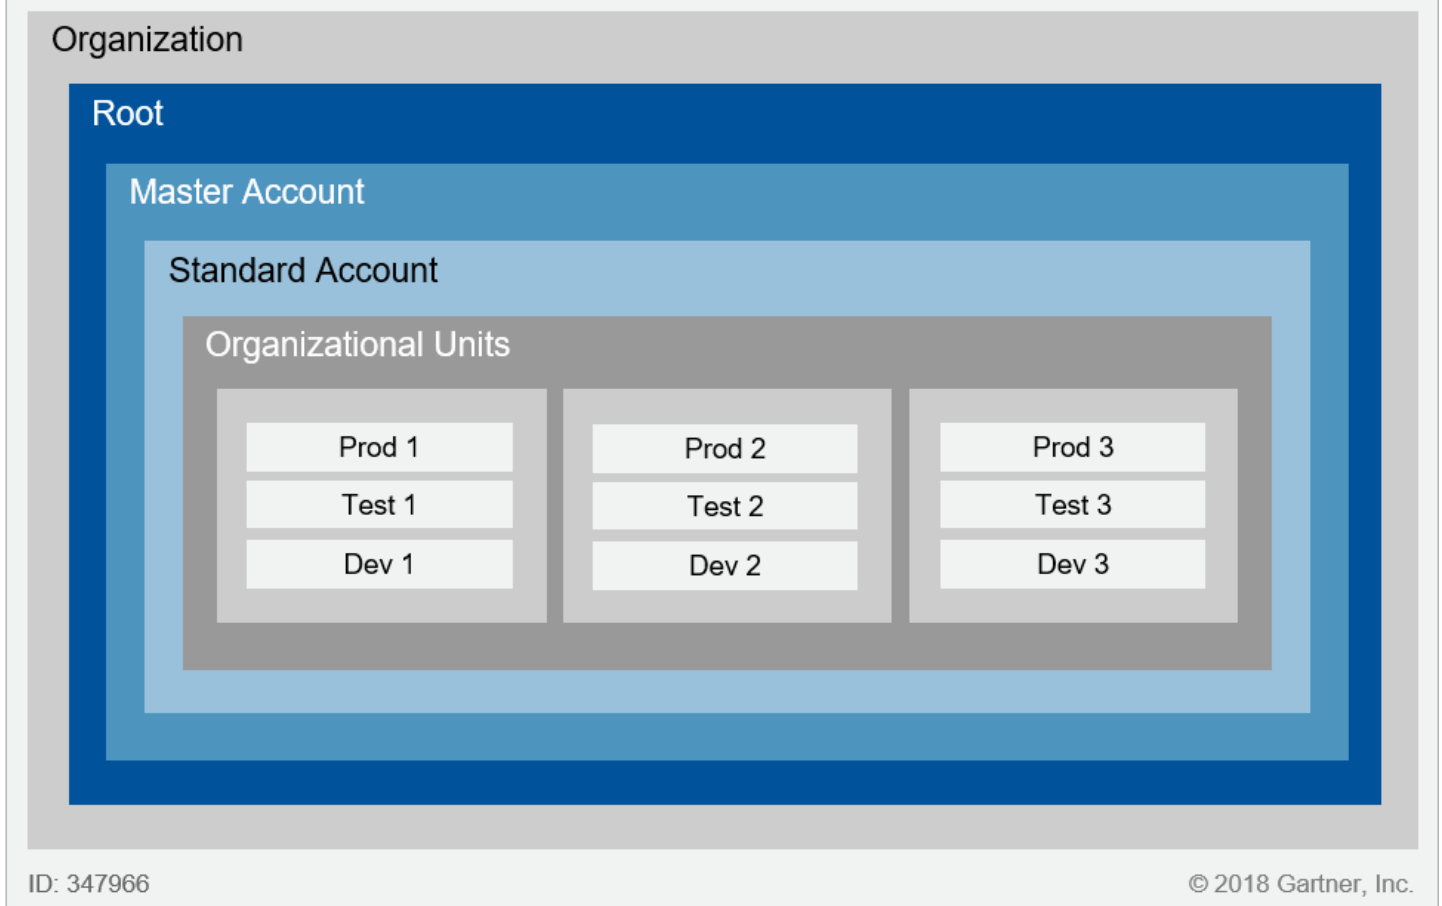 Organization
Root
Master Account
Standard Account
Organizational Units
Prod 1
Test 1
Dev 1
Prod 2
Test 2
Dev 2
Prod 3
Test 3
Dev 3
ID: 347966
© 2018 Gartner, Inc.